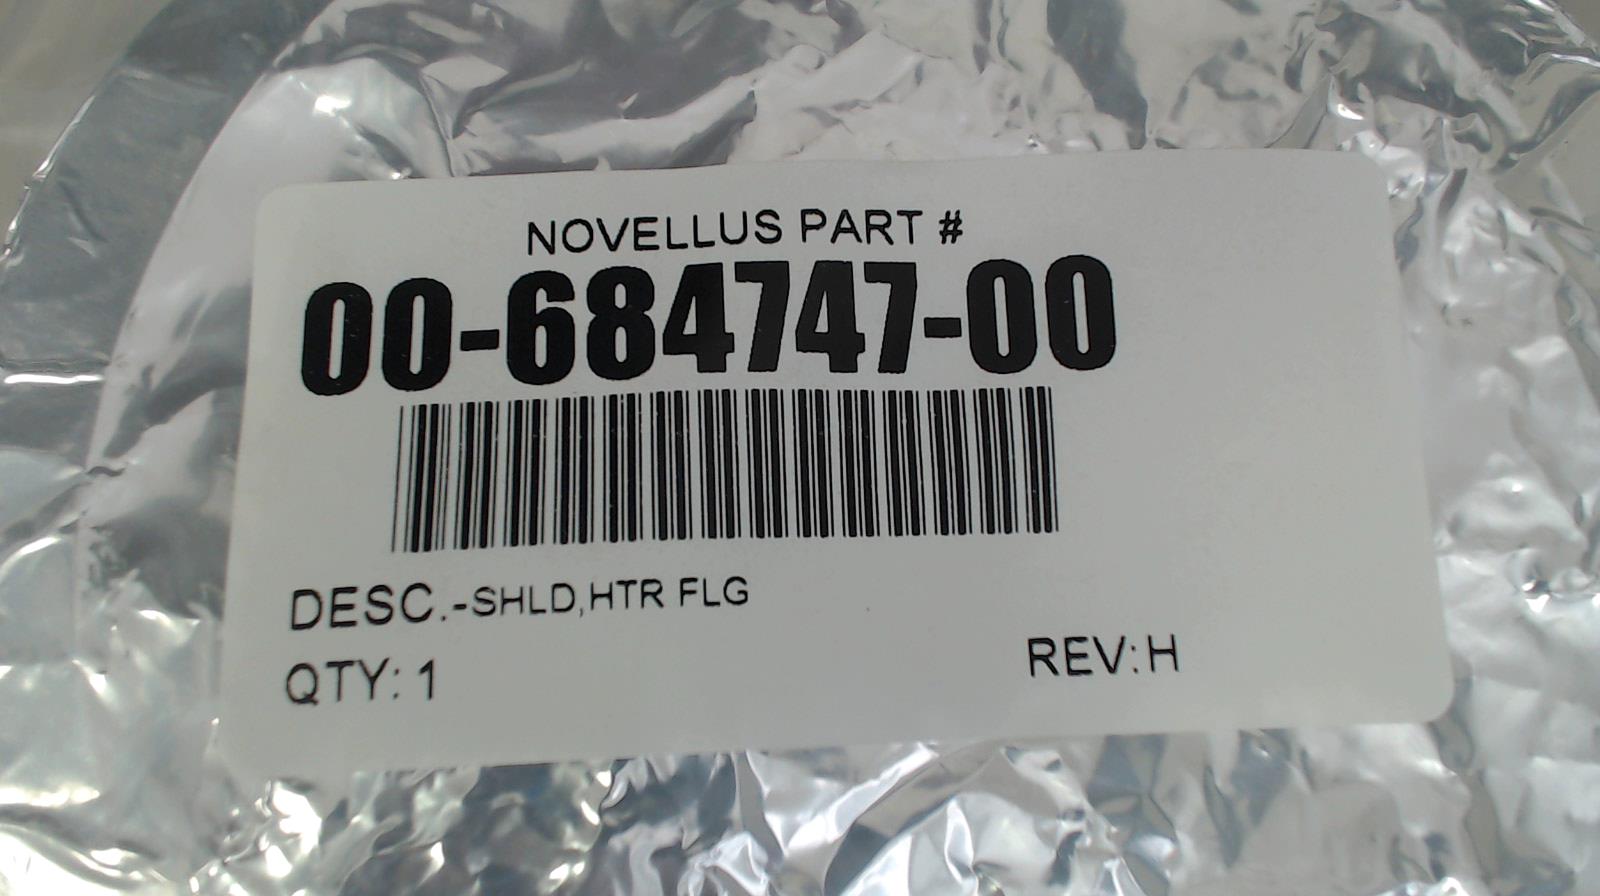 NOVELLUS PART #
00-684747-00
DESC.-SHLD,HTR FLG
QTY: 1
REV:H